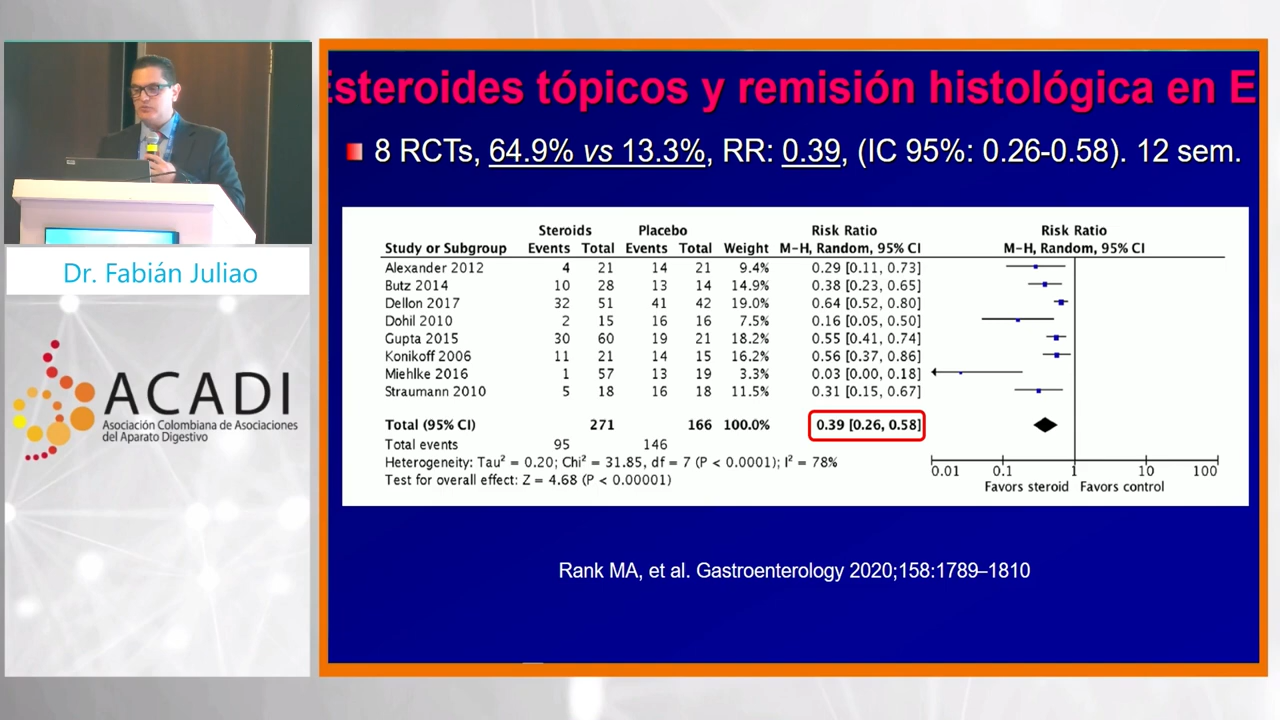 Esteroides tópicos y remisión histológica en E
8 RCTs, 64.9% vs 13.3%, RR: 0.39, (IC 95%: 0.26-0.58). 12 sem.
Steroids Placebo Risk Ratio Risk Ratio
Study or Subgroup Events Total Events Total Weight M-H, Random, 95% CI M-H, Random, 95% CI
Alexander 2012 4 21 14 21 9.4% 0.29 [0.11, 0.73]
Butz 2014 10 28 13 14 14.9% 0.38 [0.23, 0.65]
Dellon 2017 32 51 41 42 19.0% 0.64 [0.52, 0.80]
Dohil 2010 2 15 16 16 7.5% 0.16 [0.05, 0.50]
Gupta 2015 30 60 19 21 18.2% 0.55 [0.41, 0.74]
Konikoff 2006 11 21 14 15 16.2% 0.56 [0.37, 0.86]
Miehlke 2016 1 57 13 19 3.3% 0.03 [0.00, 0.18]
Straumann 2010 5 18 16 18 11.5% 0.31 [0.15, 0.67]
Total (95% CI) 271 166 100.0% 0.39 [0.26, 0.58]
Total events 95 146
Heterogeneity: Tau² = 0.20; Chi² = 31.85, df = 7 (P < 0.0001); I² = 78%
Test for overall effect: Z = 4.68 (P < 0.00001)
0.01 0.1 1 10 100
Favors steroid Favors control
Rank MA, et al. Gastroenterology 2020;158:1789–1810
Dr. Fabián Juliao
ACADI
Asociación Colombiana de Asociaciones
del Aparato Digestivo